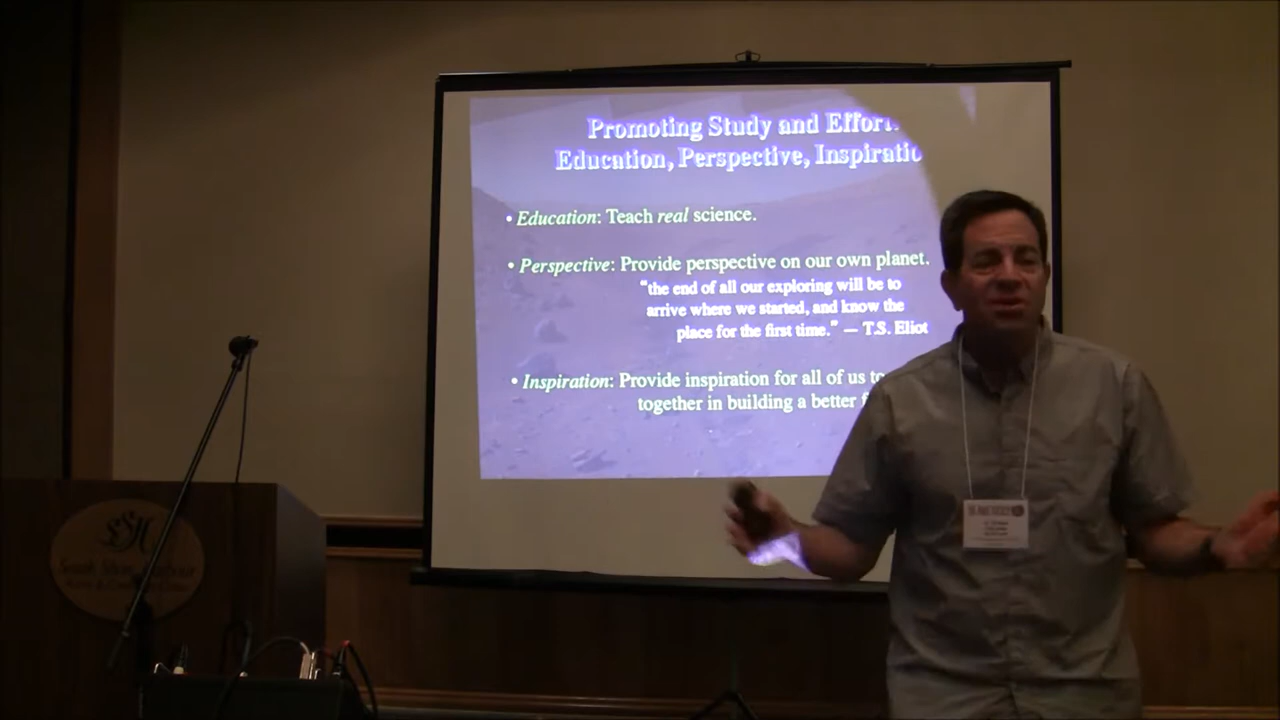 Promoting Study and Effort:
Education, Perspective, Inspiratio
• Education: Teach real science.
• Perspective: Provide perspective on our own planet.
“the end of all our exploring will be to
arrive where we started, and know the
place for the first time.” — T.S. Eliot
• Inspiration: Provide inspiration for all of us to
together in building a better f